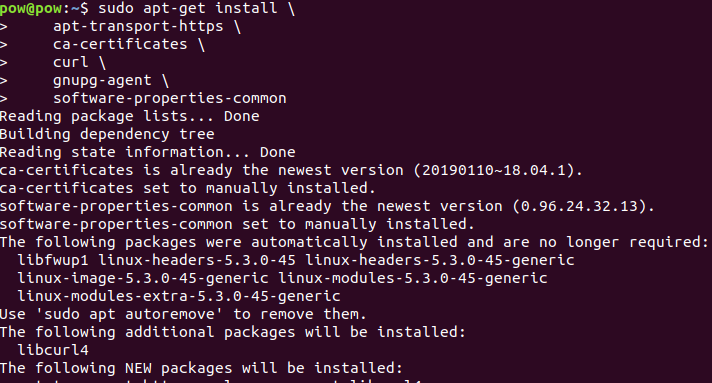 pow@pow:~$ sudo apt-get install \
>     apt-transport-https \
>     ca-certificates \
>     curl \
>     gnupg-agent \
>     software-properties-common
Reading package lists... Done
Building dependency tree
Reading state information... Done
ca-certificates is already the newest version (20190110~18.04.1).
ca-certificates set to manually installed.
software-properties-common is already the newest version (0.96.24.32.13).
software-properties-common set to manually installed.
The following packages were automatically installed and are no longer required:
  libfwup1 linux-headers-5.3.0-45 linux-headers-5.3.0-45-generic
  linux-image-5.3.0-45-generic linux-modules-5.3.0-45-generic
  linux-modules-extra-5.3.0-45-generic
Use 'sudo apt autoremove' to remove them.
The following additional packages will be installed:
  libcurl4
The following NEW packages will be installed: